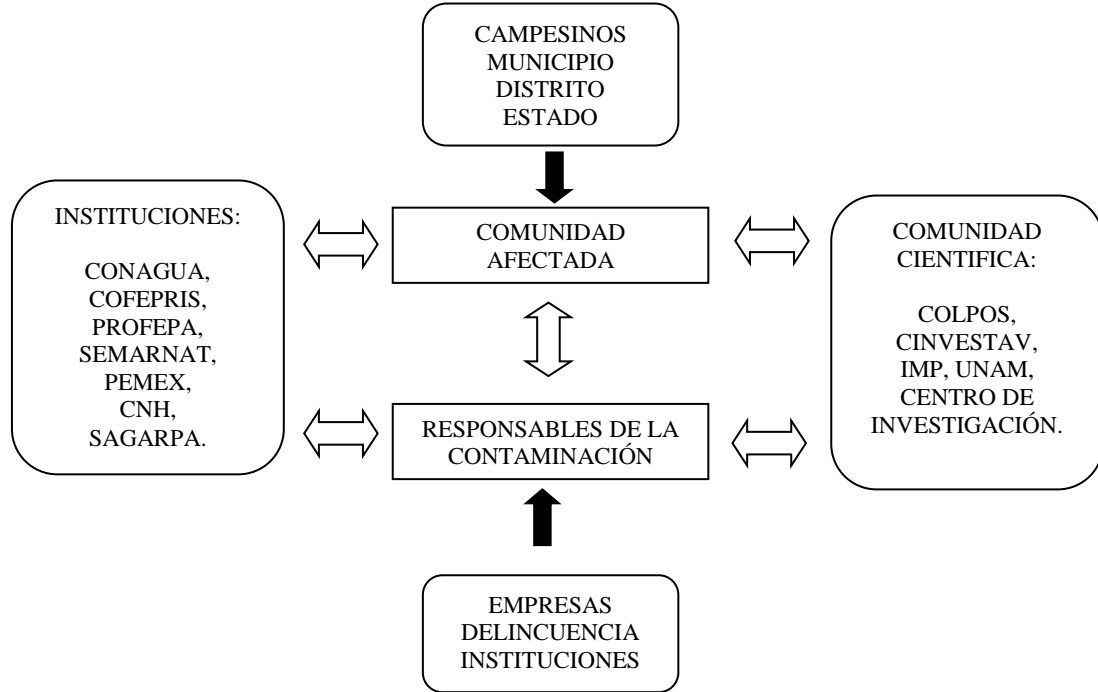 CAMPESINOS
MUNICIPIO
DISTRITO
ESTADO
INSTITUCIONES:
CONAGUA,
COFEPRIS,
PROFEPA,
SEMARNAT,
PEMEX,
CNH,
SAGARPA.
COMUNIDAD
AFECTADA
COMUNIDAD
CIENTIFICA:
COLPOS,
CINVESTAV,
IMP, UNAM,
CENTRO DE
INVESTIGACIÓN.
RESPONSABLES DE LA
CONTAMINACIÓN
EMPRESAS
DELINCUENCIA
INSTITUCIONES